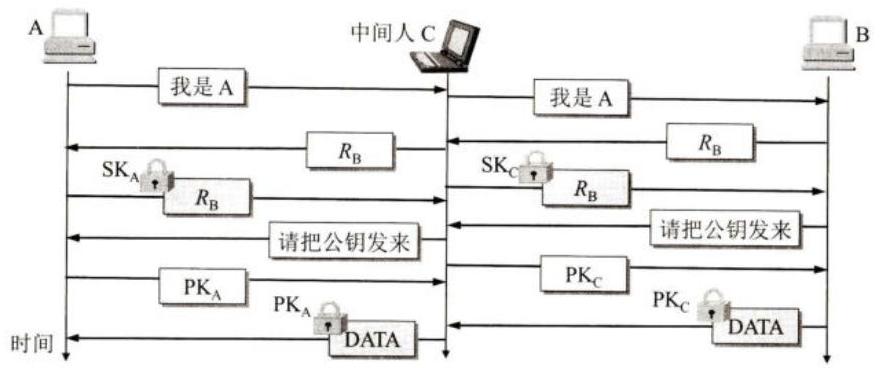 A
中间人 C
B
我是 A
我是 A
R_B
R_B
SK_A
R_B
SK_C
R_B
请把公钥发来
请把公钥发来
PK_A
PK_C
PK_A
DATA
PK_C
DATA
时间